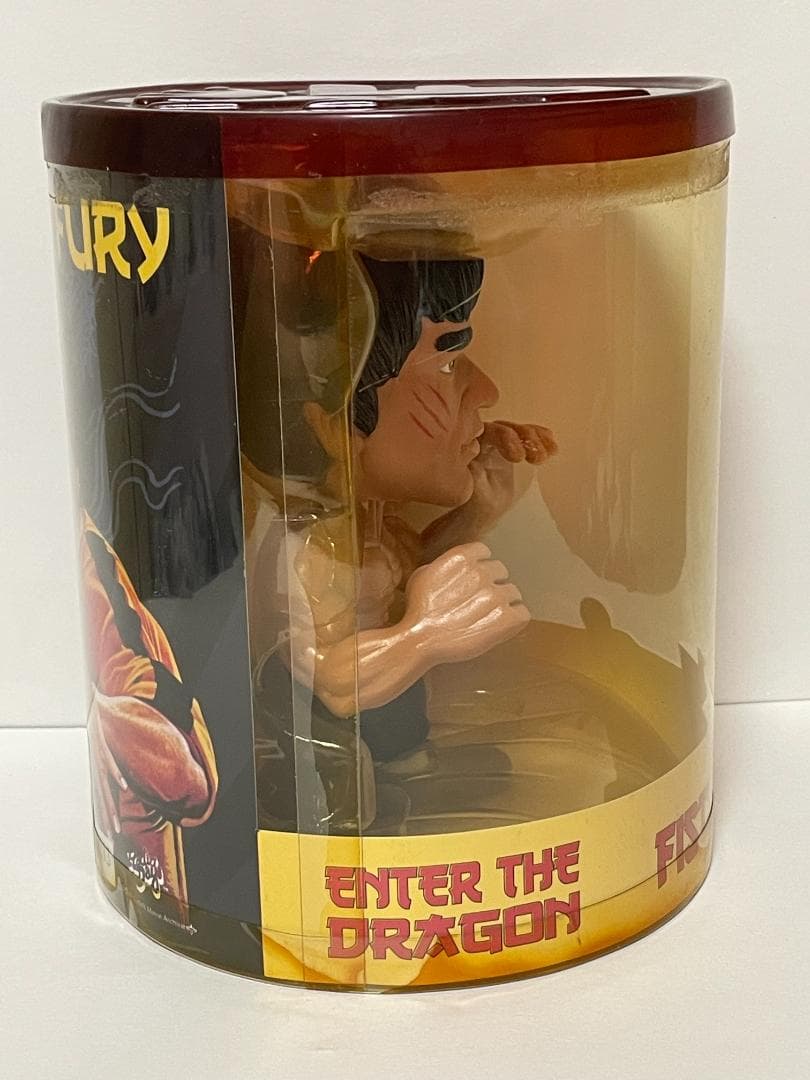 FURY
ENTER THE
DRAGON
FIS